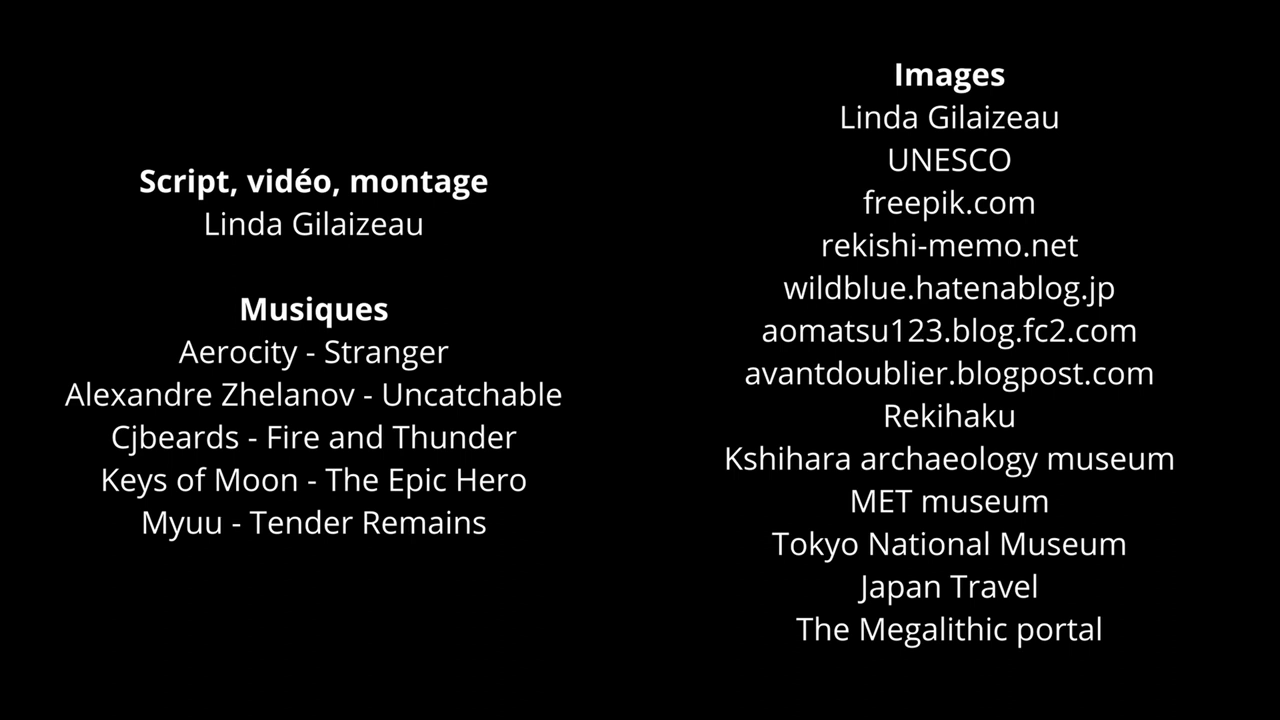 Script, vidéo, montage
Linda Gilaizeau
Musiques
Aerocity - Stranger
Alexandre Zhelanov - Uncatchable
Cjbeards - Fire and Thunder
Keys of Moon - The Epic Hero
Myuu - Tender Remains
Images
Linda Gilaizeau
UNESCO
freepik.com
rekishi-memo.net
wildblue.hatenablog.jp
aomatsu123.blog.fc2.com
avantdoublier.blogpost.com
Rekihaku
Kshihara archaeology museum
MET museum
Tokyo National Museum
Japan Travel
The Megalithic portal